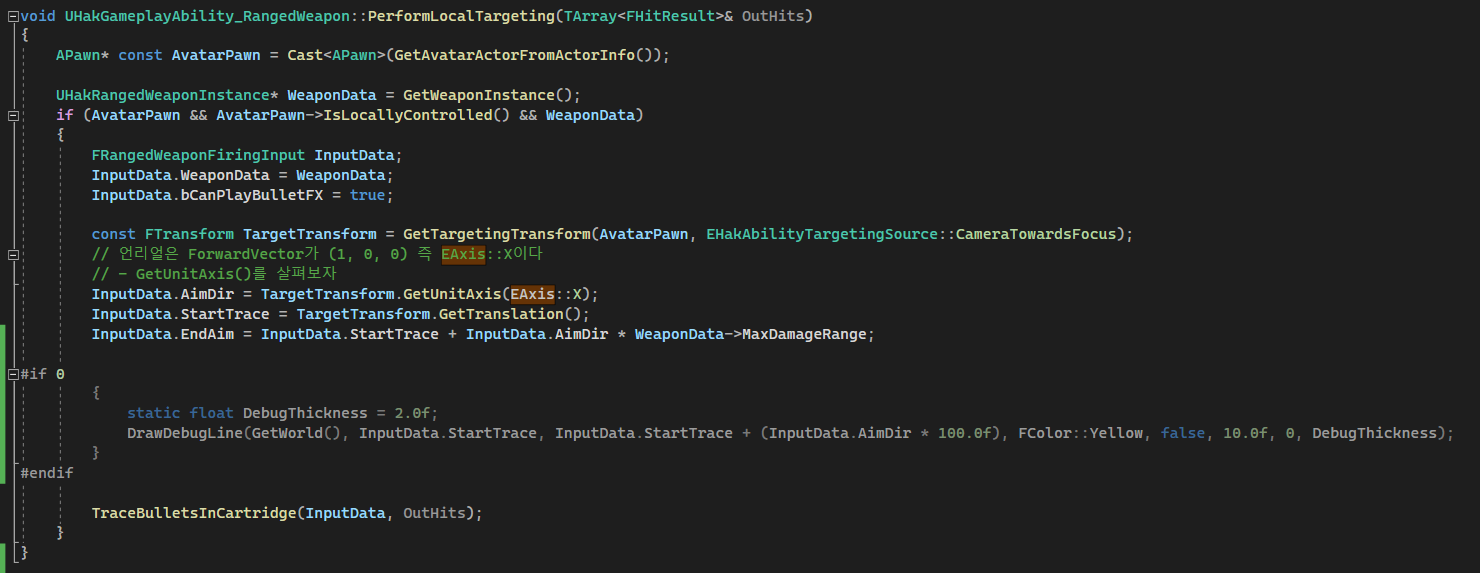 void UHakGameplayAbility_RangedWeapon::PerformLocalTargeting(TArray<FHitResult>& OutHits)
{
    APawn* const AvatarPawn = Cast<APawn>(GetAvatarActorFromActorInfo());

    UHakRangedWeaponInstance* WeaponData = GetWeaponInstance();
    if (AvatarPawn && AvatarPawn->IsLocallyControlled() && WeaponData)
    {
        FRangedWeaponFiringInput InputData;
        InputData.WeaponData = WeaponData;
        InputData.bCanPlayBulletFX = true;

        const FTransform TargetTransform = GetTargetingTransform(AvatarPawn, EHakAbilityTargetingSource::CameraTowardsFocus);
        // 언리얼은 ForwardVector가 (1, 0, 0) 즉 EAxis::X이다
        // - GetUnitAxis()를 살펴보자
        InputData.AimDir = TargetTransform.GetUnitAxis(EAxis::X);
        InputData.StartTrace = TargetTransform.GetTranslation();
        InputData.EndAim = InputData.StartTrace + InputData.AimDir * WeaponData->MaxDamageRange;

#if 0
        {
            static float DebugThickness = 2.0f;
            DrawDebugLine(GetWorld(), InputData.StartTrace, InputData.StartTrace + (InputData.AimDir * 100.0f), FColor::Yellow, false, 10.0f, 0, DebugThickness);
        }
#endif

        TraceBulletsInCartridge(InputData, OutHits);
    }
}